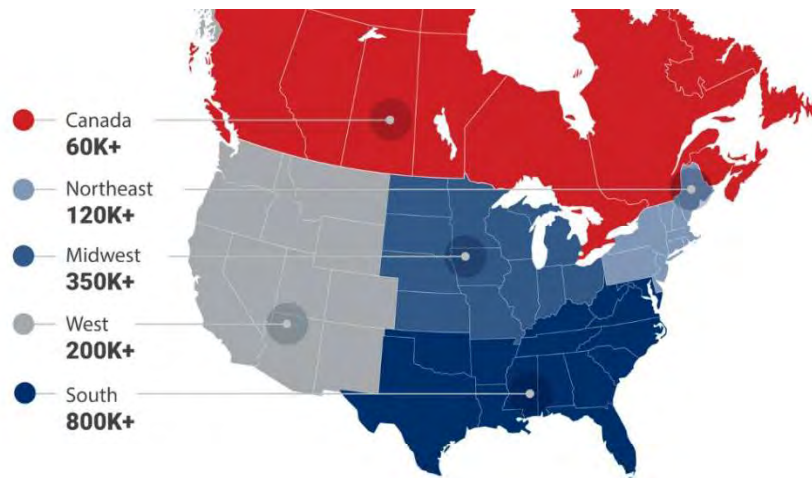 Canada
60K+
Northeast
120K+
Midwest
350K+
West
200K+
South
800K+